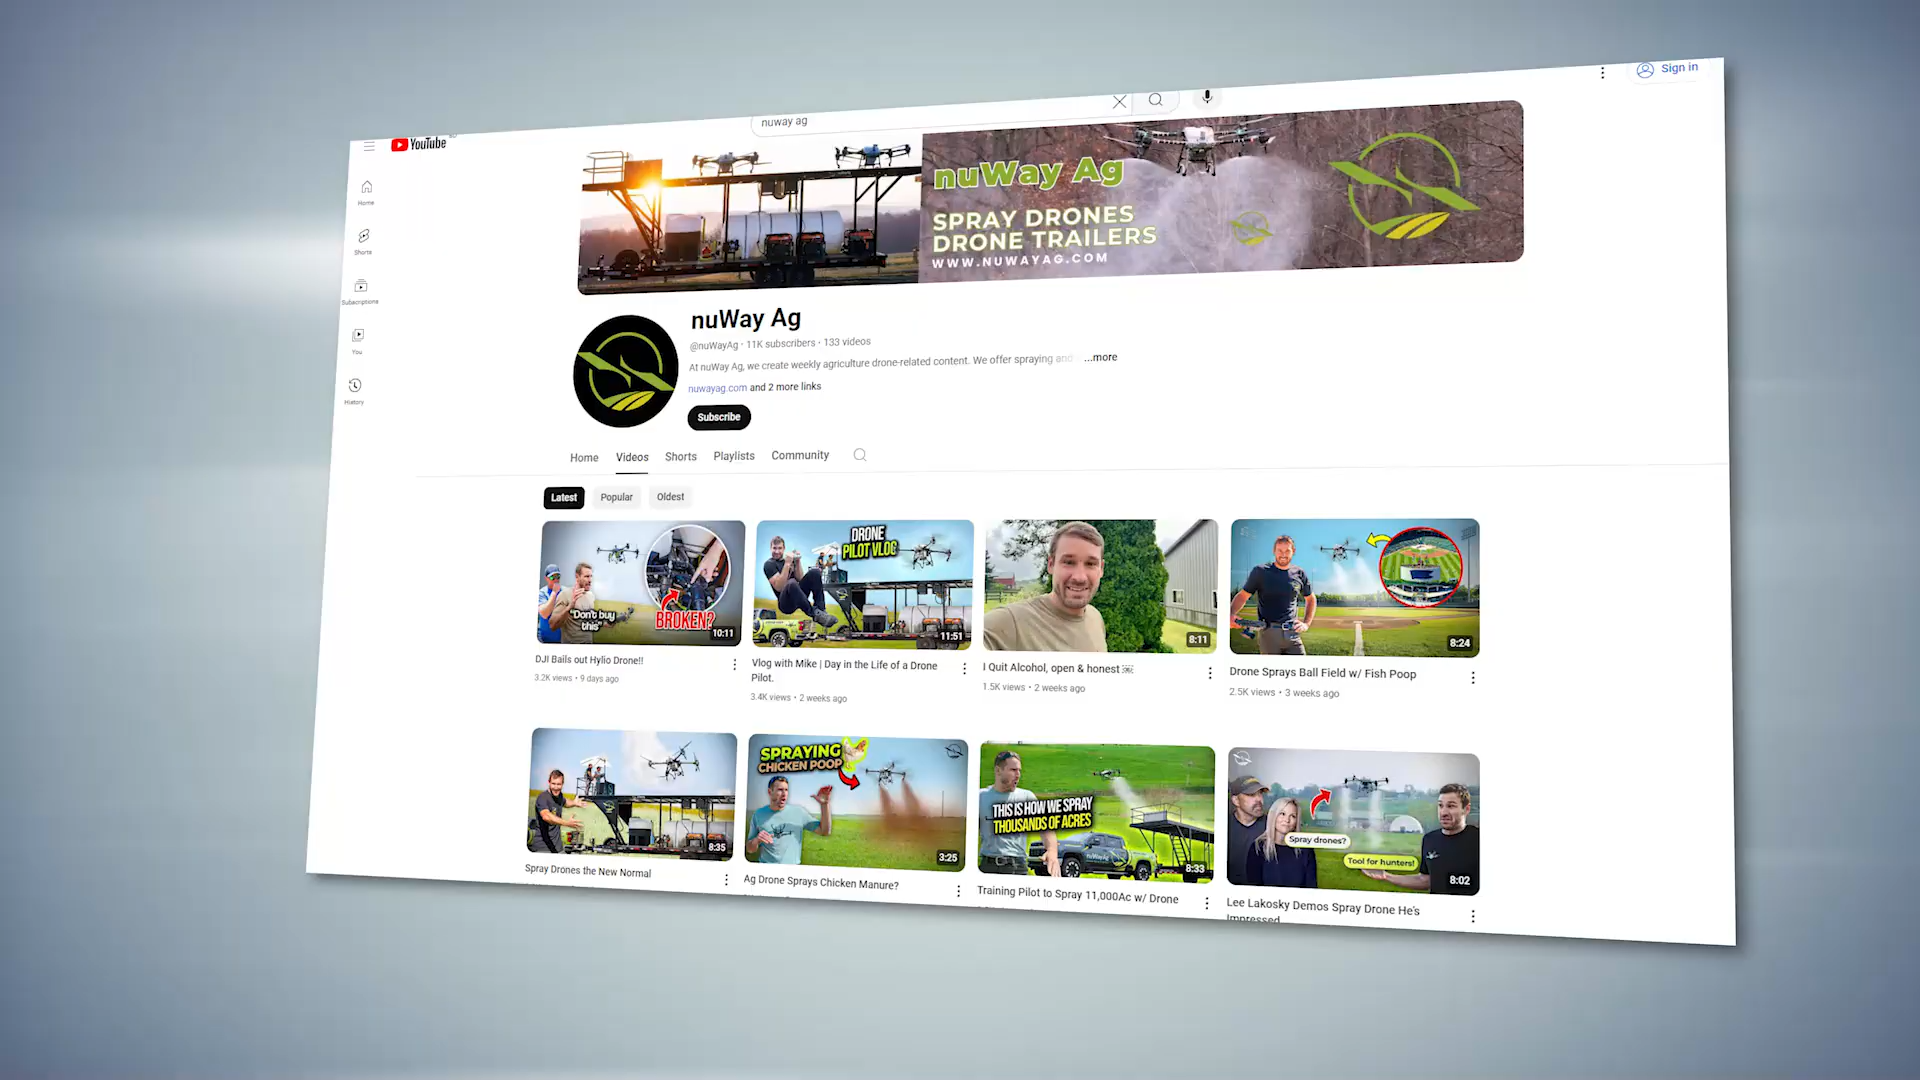 Sign in
nuway ag
YouTube
nuWay Ag
SPRAY DRONES
DRONE TRAILERS
WWW.NUWAYAG.COM
Home
Shorts
Subscriptions
You
History
nuWay Ag
@nuWayAg · 11K subscribers · 133 videos
At nuWay Ag, we create weekly agriculture drone-related content. We offer spraying and ...more
nuwayag.com and 2 more links
Subscribe
Home Videos Shorts Playlists Community
Latest Popular Oldest
"Don't buy
this"
BROKEN?
10:11
DRONE
PILOT VLOG
11:51
8:11
8:24
DJI Bails out Hylio Drone!!
3.2K views • 9 days ago
Vlog with Mike | Day in the Life of a Drone
Pilot.
3.4K views • 2 weeks ago
I Quit Alcohol, open & honest
1.5K views • 2 weeks ago
Drone Sprays Ball Field w/ Fish Poop
2.5K views • 3 weeks ago
8:35
SPRAYING
CHICKEN POOP
3:25
THIS IS HOW WE SPRAY
THOUSANDS OF ACRES
nuWayAg
8:33
Spray drones?
Tool for hunters!
8:02
Spray Drones the New Normal
Ag Drone Sprays Chicken Manure?
Training Pilot to Spray 11,000Ac w/ Drone
Lee Lakosky Demos Spray Drone He's
Impressed